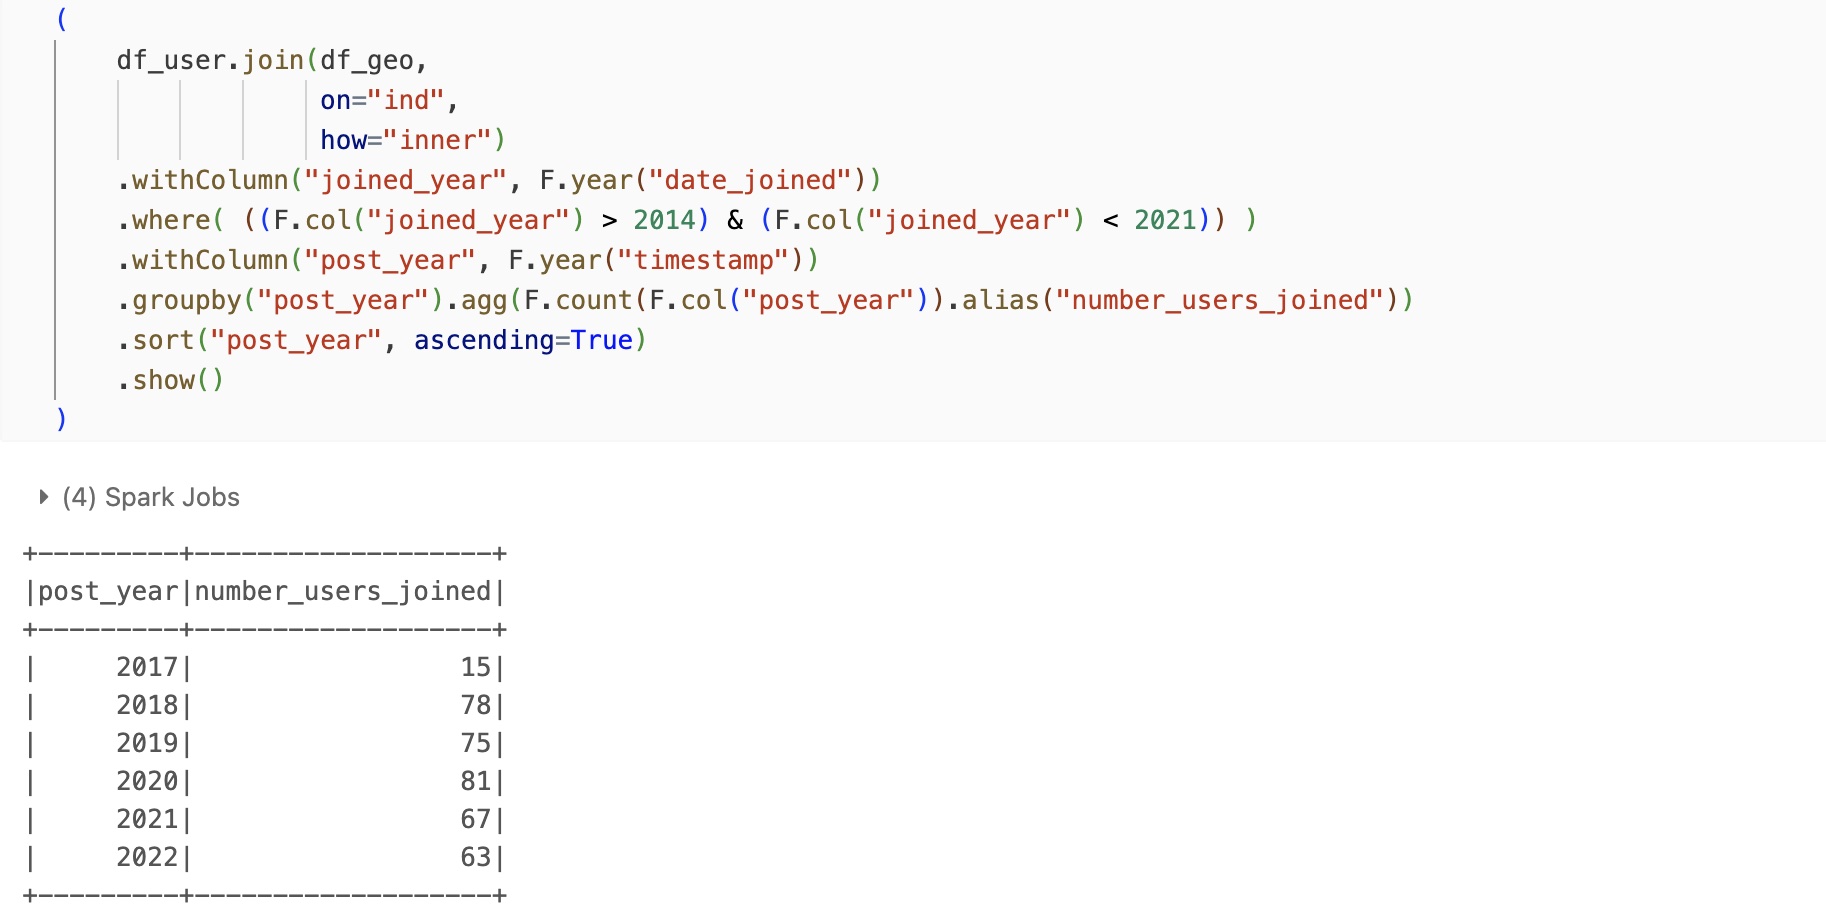 (
df_user.join(df_geo,
on="ind",
how="inner")
.withColumn("joined_year", F.year("date_joined"))
.where( ((F.col("joined_year") > 2014) & (F.col("joined_year") < 2021)) )
.withColumn("post_year", F.year("timestamp"))
.groupby("post_year").agg(F.count(F.col("post_year")).alias("number_users_joined"))
.sort("post_year", ascending=True)
.show()
)
(4) Spark Jobs
+---------+-------------------+
|post_year|number_users_joined|
+---------+-------------------+
|     2017|                 15|
|     2018|                 78|
|     2019|                 75|
|     2020|                 81|
|     2021|                 67|
|     2022|                 63|
+---------+-------------------+